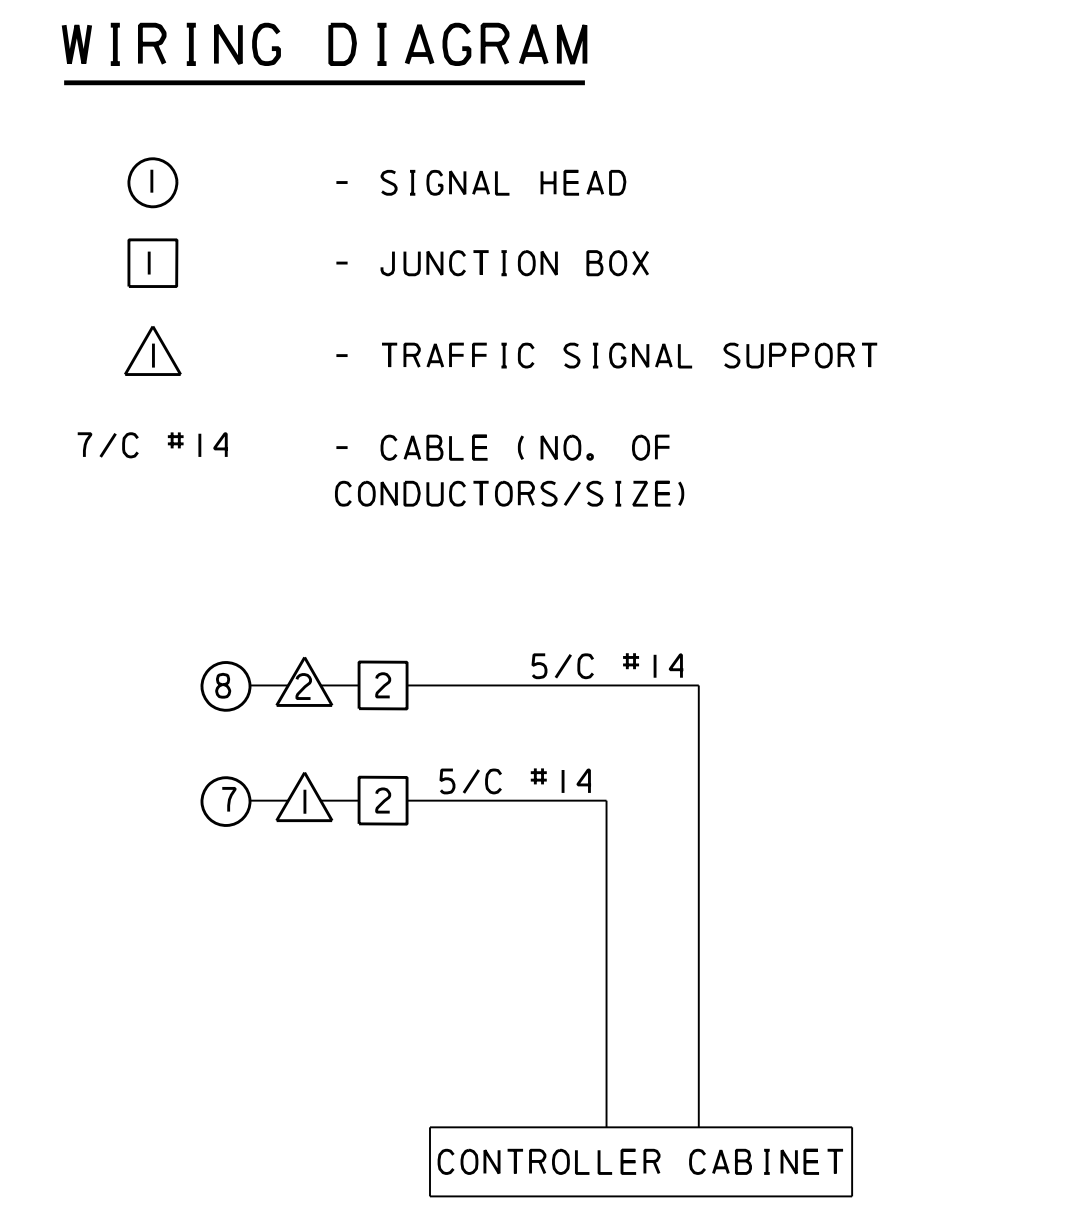 WIRING DIAGRAM
1 - SIGNAL HEAD
1 - JUNCTION BOX
1 - TRAFFIC SIGNAL SUPPORT
7/C #14 - CABLE (NO. OF
CONDUCTORS/SIZE)
5/C #14
8 2 2
5/C #14
7 1 2
CONTROLLER CABINET